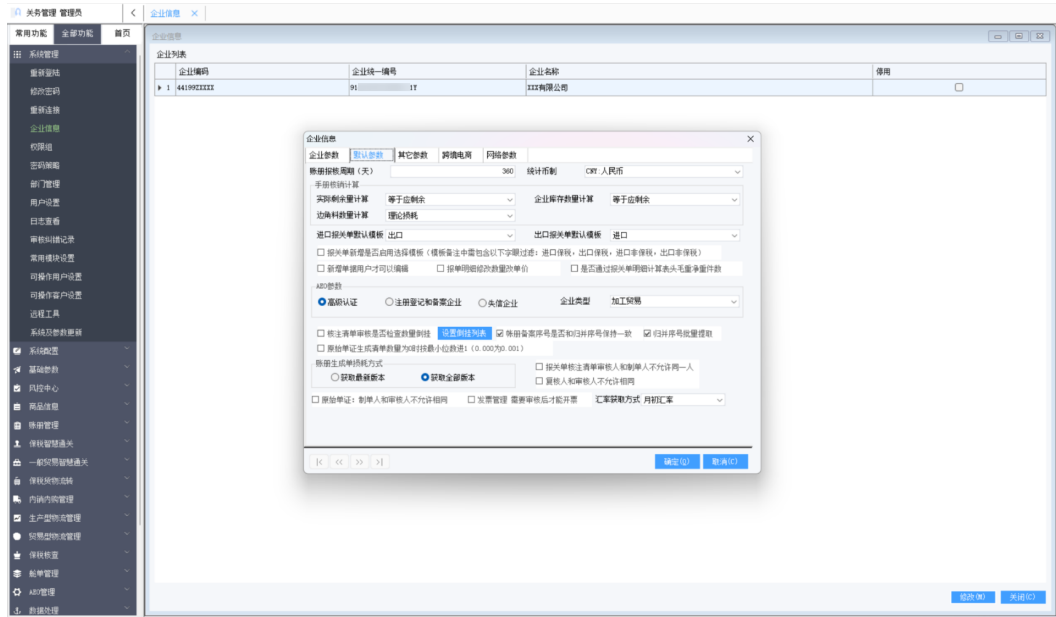 关务管理 管理员
企业信息
常用功能 全部功能 首页
系统管理
重新登陆
修改密码
重新连接
企业信息
权限组
密码策略
部门管理
用户设置
日志查看
审核纠错记录
常用模块设置
可操作用户设置
可操作客户设置
远程工具
系统及参数更新
系统配置
基础参数
风控中心
商品信息
账册管理
保税智慧通关
一般贸易智慧通关
保税货物流转
内销内购管理
生产型物流管理
贸易型物流管理
保税核查
舱单管理
AEO管理
数据处理
企业信息
企业列表
企业编码 企业统一编号 企业名称 停用
1 441992XXXX 91 1Y XXX有限公司
企业信息
企业参数 默认参数 其它参数 跨境电商 网络参数
账册报核周期(天) 360 统计币制 CNY:人民币
手册核销计算
实际剩余量计算 等于应剩余 企业库存数量计算 等于应剩余
边角料数量计算 理论损耗
进口报关单默认模板 出口 出口报关单默认模板 进口
报关单新增是否启用选择模板(模板备注中需包含以下字眼过滤:进口保税,出口保税,进口非保税,出口非保税)
新增单据用户才可以编辑 报单明细修改数量改单价 是否通过报关单明细计算表头毛重净重件数
AEO参数
高级认证 注册登记和备案企业 失信企业 企业类型 加工贸易
核注清单审核是否检查数量倒挂 设置倒挂列表 账册备案序号是否和归并序号保持一致 归并序号批量提取
原始单证生成清单数量为0时按最小位数进1(0.000为0.001)
账册生成单损耗方式
获取最新版本 获取全部版本
报关单核注清单审核人和制单人不允许同一人
复核人和审核人不允许相同
原始单证:制单人和审核人不允许相同 发票管理 需要审核后才能开票 汇率获取方式 月初汇率
确定(O) 取消(C)
修改(M) 关闭(C)